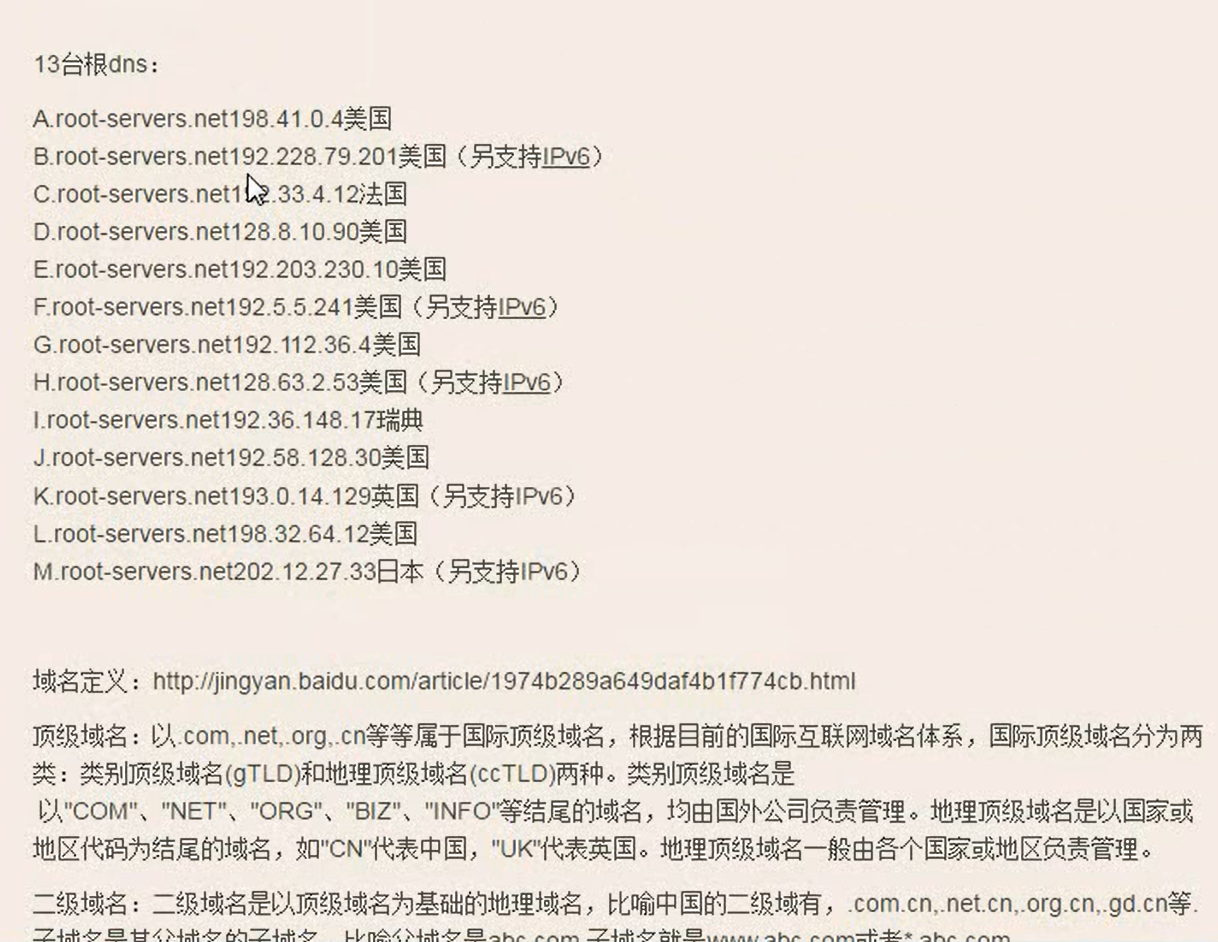 13台根dns：
A.root-servers.net198.41.0.4美国
B.root-servers.net192.228.79.201美国（另支持IPv6）
C.root-servers.net192.33.4.12法国
D.root-servers.net128.8.10.90美国
E.root-servers.net192.203.230.10美国
F.root-servers.net192.5.5.241美国（另支持IPv6）
G.root-servers.net192.112.36.4美国
H.root-servers.net128.63.2.53美国（另支持IPv6）
I.root-servers.net192.36.148.17瑞典
J.root-servers.net192.58.128.30美国
K.root-servers.net193.0.14.129英国（另支持IPv6）
L.root-servers.net198.32.64.12美国
M.root-servers.net202.12.27.33日本（另支持IPv6）
域名定义：http://jingyan.baidu.com/article/1974b289a649daf4b1f774cb.html
顶级域名：以.com,.net,.org,.cn等等属于国际顶级域名，根据目前的国际互联网域名体系，国际顶级域名分为两
类：类别顶级域名(gTLD)和地理顶级域名(ccTLD)两种。类别顶级域名是
以"COM"、"NET"、"ORG"、"BIZ"、"INFO"等结尾的域名，均由国外公司负责管理。地理顶级域名是以国家或
地区代码为结尾的域名，如"CN"代表中国，"UK"代表英国。地理顶级域名一般由各个国家或地区负责管理。
二级域名：二级域名是以顶级域名为基础的地理域名，比喻中国的二级域有，.com.cn,.net.cn,.org.cn,.gd.cn等.
子域名是其父域名的子域名，比喻父域名是abc.com,子域名就是www.abc.com或者*.abc.com.